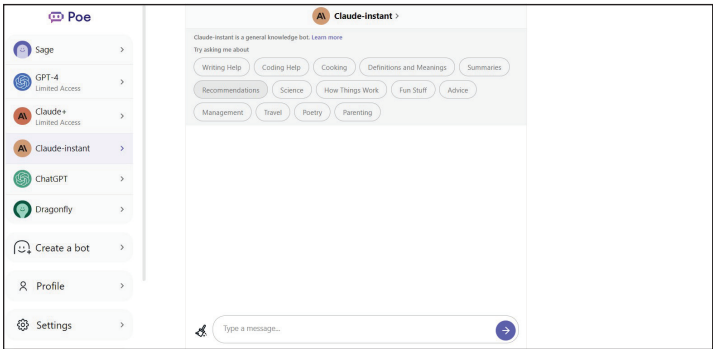 Poe
Sage
GPT-4
Limited Access
Claude+
Limited Access
Claude-instant
ChatGPT
Dragonfly
Create a bot
Profile
Settings
Claude-instant >
Claude-instant is a general knowledge bot. Learn more
Try asking me about
Writing Help Coding Help Cooking Definitions and Meanings Summaries
Recommendations Science How Things Work Fun Stuff Advice
Management Travel Poetry Parenting
Type a message...